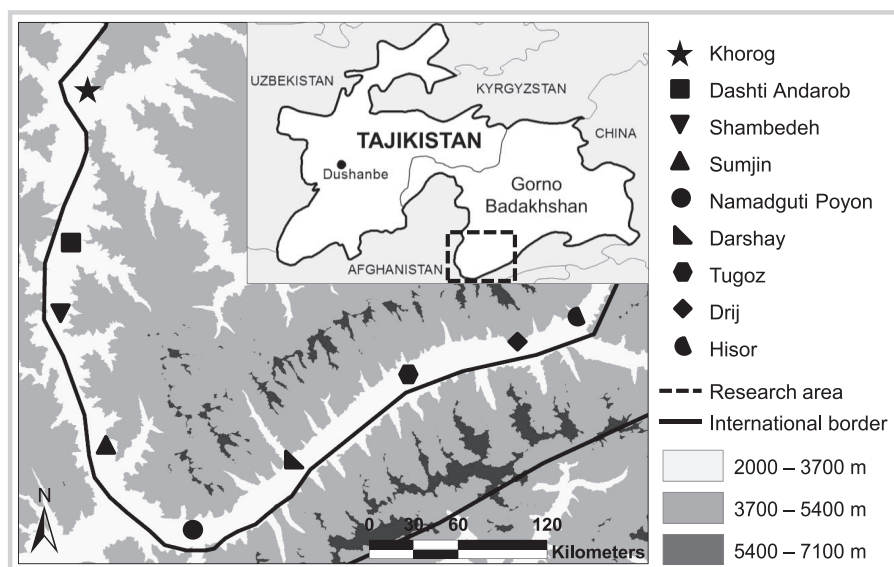 UZBEKISTAN
KYRGYZSTAN
CHINA
TAJIKISTAN
Dushanbe
Gorno
Badakhshan
AFGHANISTAN
N
0 30 60 120
Kilometers
Khorog
Dashti Andarob
Shambedeh
Sumjin
Namadguti Poyon
Darshay
Tugoz
Drij
Hisor
Research area
International border
2000 – 3700 m
3700 – 5400 m
5400 – 7100 m